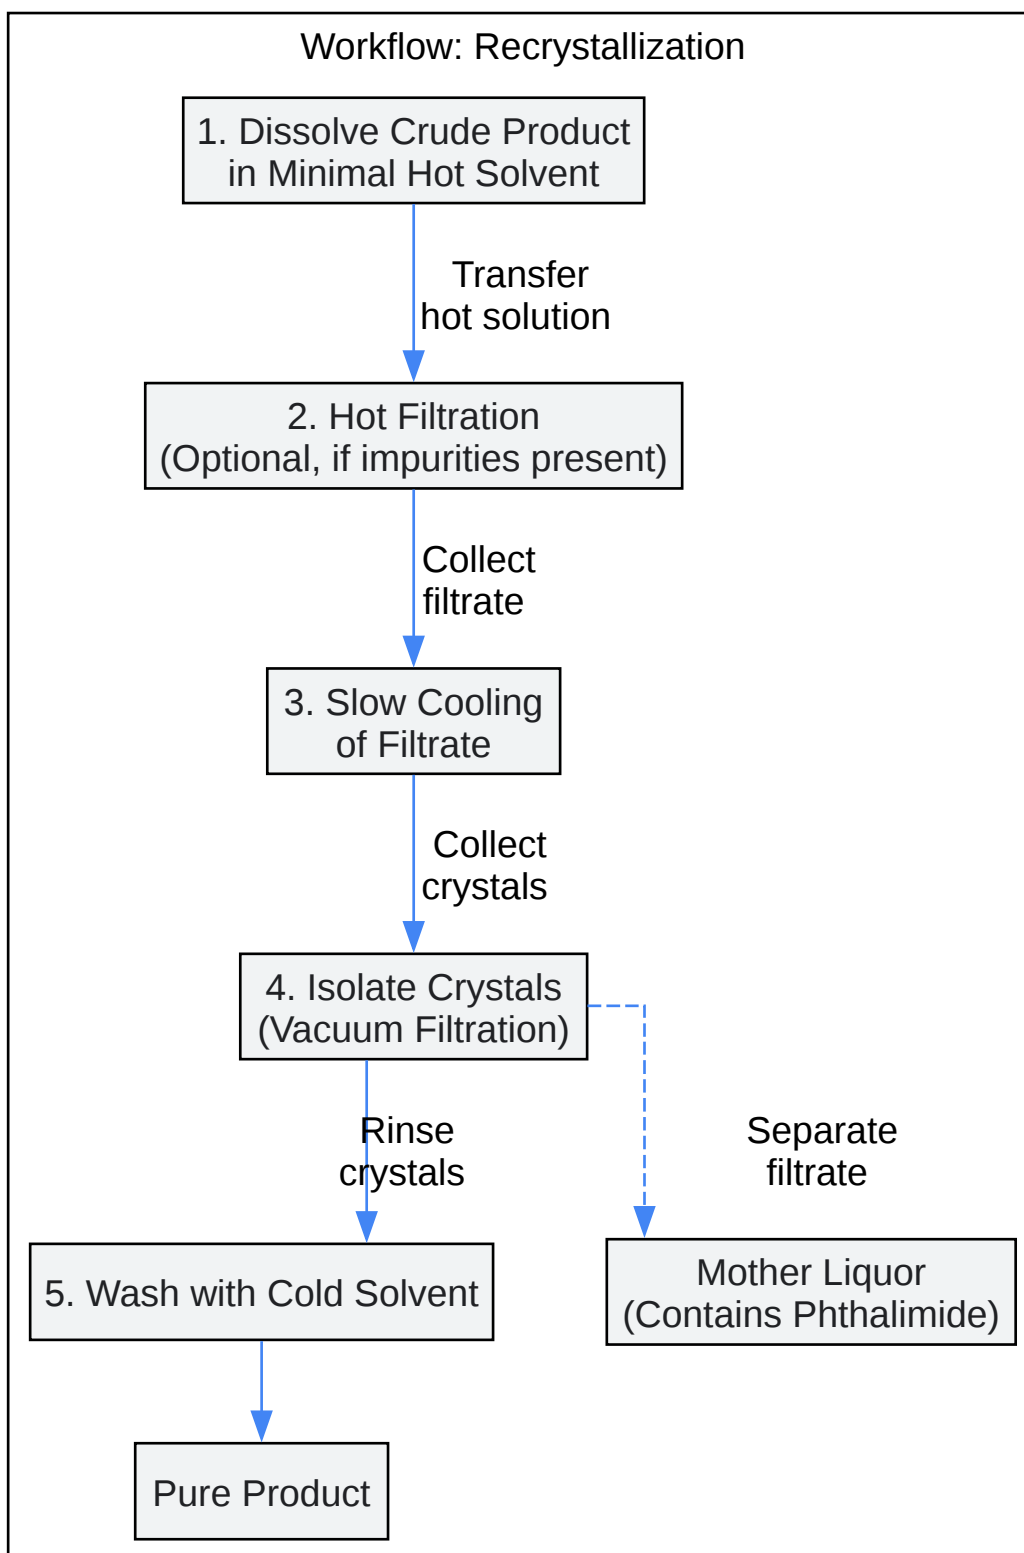 Workflow: Recrystallization
1. Dissolve Crude Product
in Minimal Hot Solvent
Transfer
hot solution
2. Hot Filtration
(Optional, if impurities present)
Collect
filtrate
3. Slow Cooling
of Filtrate
Collect
crystals
4. Isolate Crystals
(Vacuum Filtration)
Rinse
crystals
Separate
filtrate
5. Wash with Cold Solvent
Mother Liquor
(Contains Phthalimide)
Pure Product